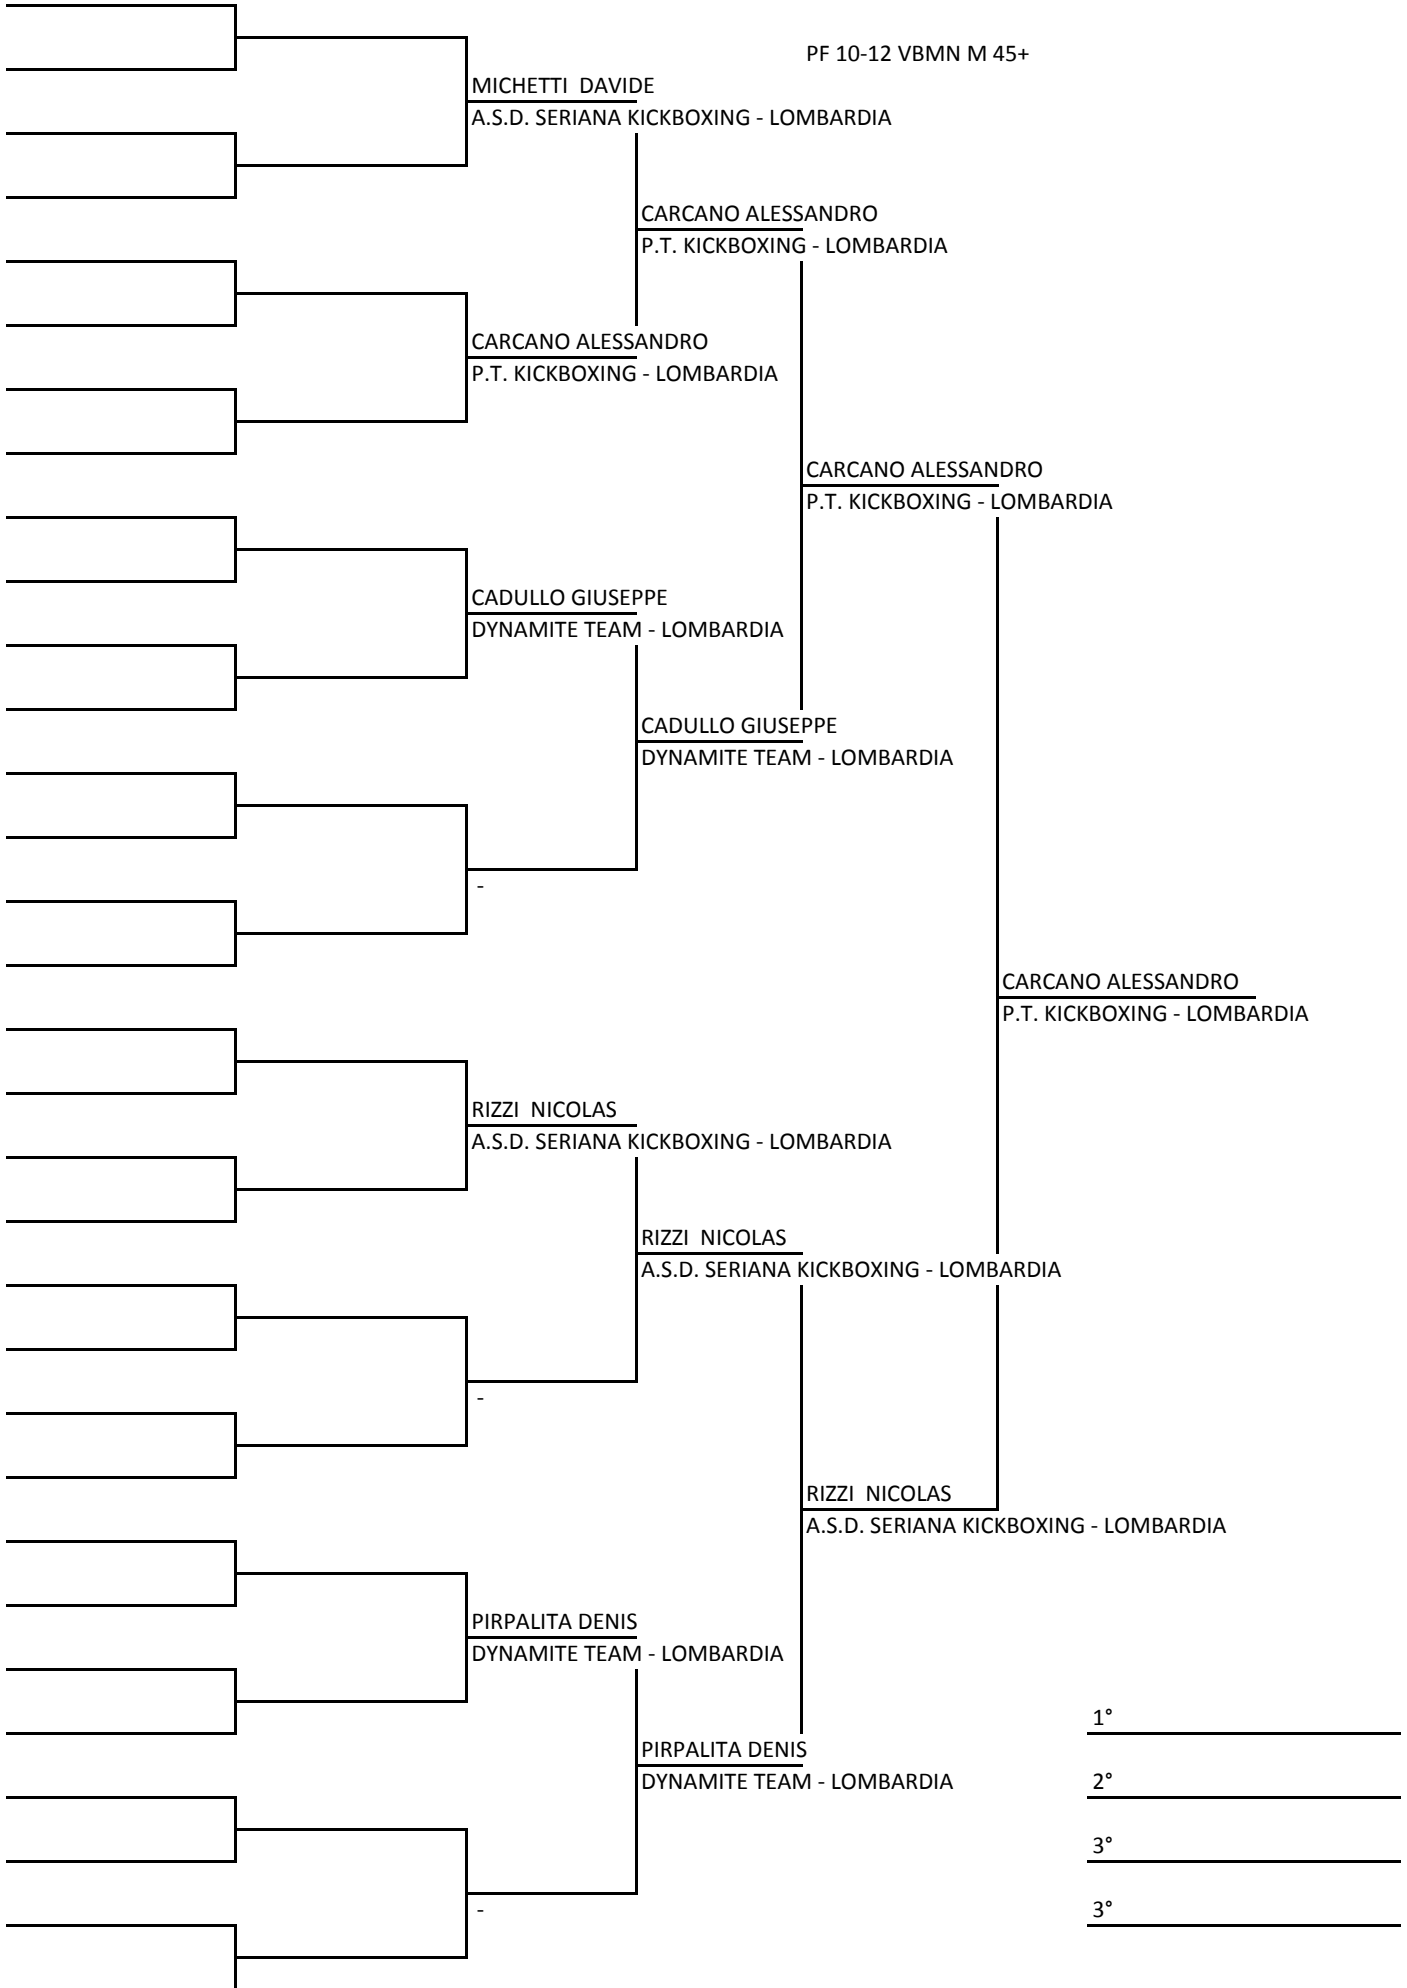 PF 10-12 VBMN M 45+
MICHETTI  DAVIDE
A.S.D. SERIANA KICKBOXING - LOMBARDIA
CARCANO ALESSANDRO
P.T. KICKBOXING - LOMBARDIA
CARCANO ALESSANDRO
P.T. KICKBOXING - LOMBARDIA
CARCANO ALESSANDRO
P.T. KICKBOXING - LOMBARDIA
CADULLO GIUSEPPE
DYNAMITE TEAM - LOMBARDIA
CADULLO GIUSEPPE
DYNAMITE TEAM - LOMBARDIA
-
CARCANO ALESSANDRO
P.T. KICKBOXING - LOMBARDIA
RIZZI  NICOLAS
A.S.D. SERIANA KICKBOXING - LOMBARDIA
RIZZI  NICOLAS
A.S.D. SERIANA KICKBOXING - LOMBARDIA
-
RIZZI  NICOLAS
A.S.D. SERIANA KICKBOXING - LOMBARDIA
PIRPALITA DENIS
DYNAMITE TEAM - LOMBARDIA
1°
PIRPALITA DENIS
DYNAMITE TEAM - LOMBARDIA
2°
3°
-
3°